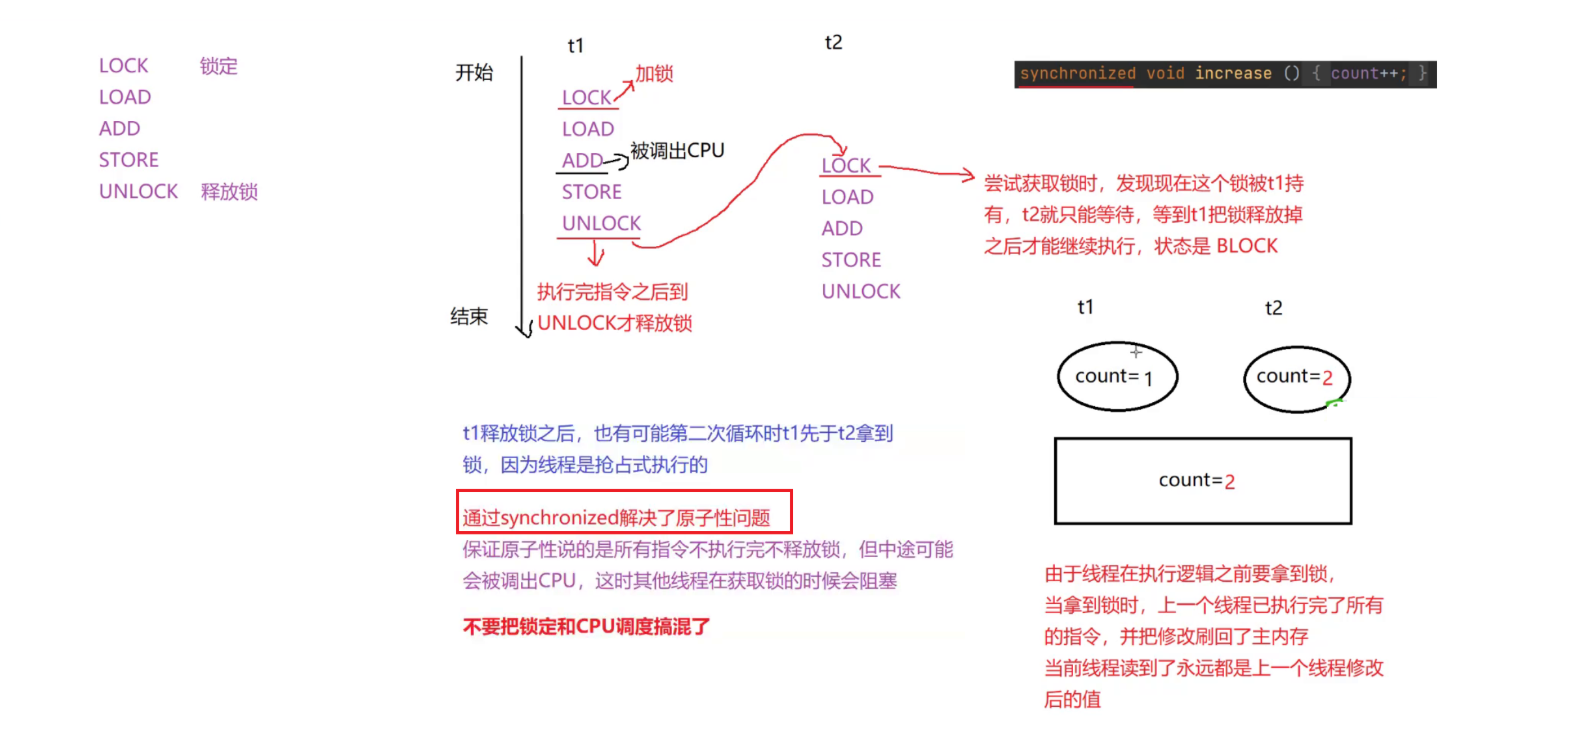 LOCK 锁定
LOAD
ADD
STORE
UNLOCK 释放锁
开始
t1
加锁
LOCK
LOAD
ADD
被调出CPU
STORE
UNLOCK
执行完指令之后到
UNLOCK才释放锁
结束
t2
LOCK
LOAD
ADD
STORE
UNLOCK
synchronized void increase () { count++; }
尝试获取锁时，发现现在这个锁被t1持
有，t2就只能等待，等到t1把锁释放掉
之后才能继续执行，状态是 BLOCK
t1
t2
count= 1
count=2
count=2
t1释放锁之后，也有可能第二次循环时t1先于t2拿到
锁，因为线程是抢占式执行的
通过synchronized解决了原子性问题
保证原子性说的是所有指令不执行完不释放锁，但中途可能
会被调出CPU，这时其他线程在获取锁的时候会阻塞
不要把锁定和CPU调度搞混了
由于线程在执行逻辑之前要拿到锁，
当拿到锁时，上一个线程已执行完了所有
的指令，并把修改刷回了主内存
当前线程读到了永远都是上一个线程修改
后的值